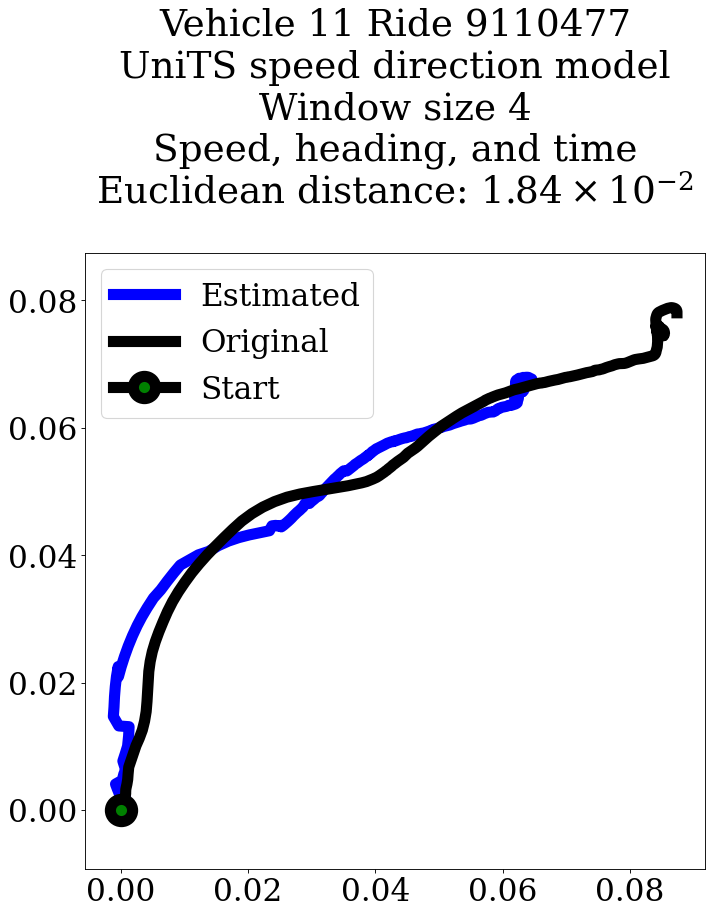 Vehicle 11 Ride 9110477
UniTS speed direction model
Window size 4
Speed, heading, and time
Euclidean distance: 1.84 × 10⁻²
Estimated
Original
Start
0.08
0.06
0.04
0.02
0.00
0.00 0.02 0.04 0.06 0.08